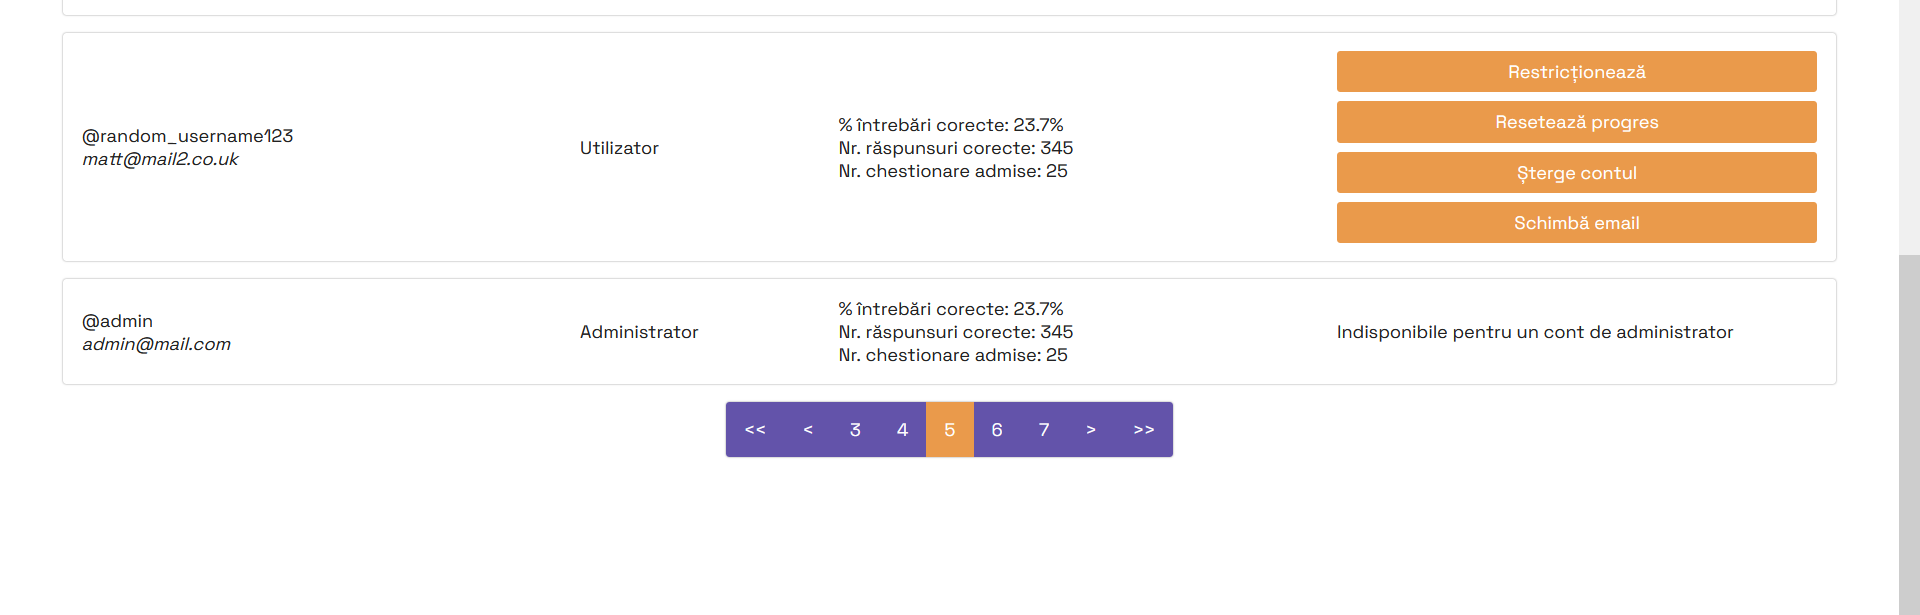 @random_username123
matt@mail2.co.uk
Utilizator
% întrebări corecte: 23.7%
Nr. răspunsuri corecte: 345
Nr. chestionare admise: 25
Restricționează
Resetează progres
Șterge contul
Schimbă email
@admin
admin@mail.com
Administrator
% întrebări corecte: 23.7%
Nr. răspunsuri corecte: 345
Nr. chestionare admise: 25
Indisponibile pentru un cont de administrator
<< < 3 4 5 6 7 > >>